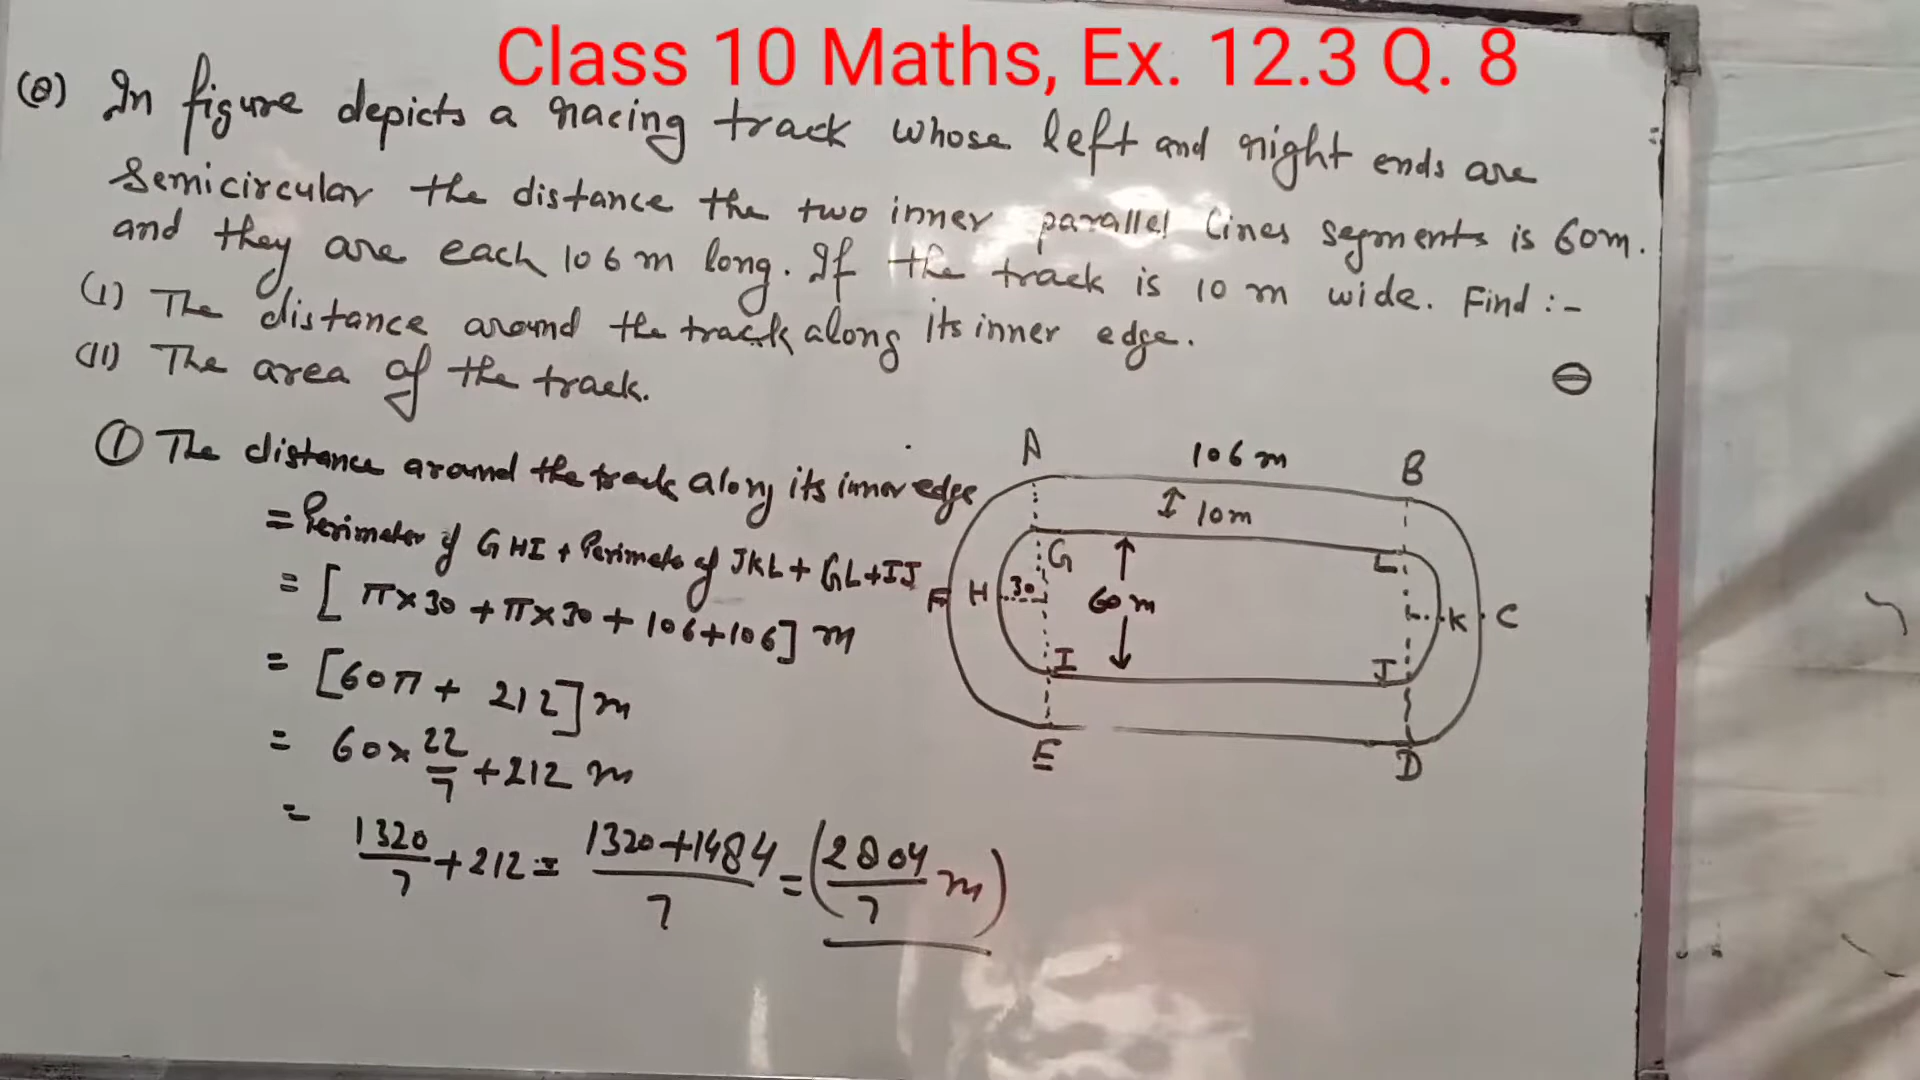 Class 10 Maths, Ex. 12.3 Q. 8
(8) In figure depicts a racing track whose left and right ends are
Semicircular the distance the two inner parallel lines segments is 60m.
and they are each 106 m long. If the track is 10 m wide. Find :-
(I) The distance around the track along its inner edge.
(II) The area of the track.
① The distance around the track along its inner edge
= Perimeter of GHI + Perimeter of JKL + GL + IJ
= [π×30 + π×30 + 106+106] m
= [60π + 212] m
= 60× 22/7 +212 m
= 1320/7 +212 = 1320+1484/7 = (2804/7 m)
A 106 m B
↕ 10m
G L
F H 30 60 m K C
I J
E D